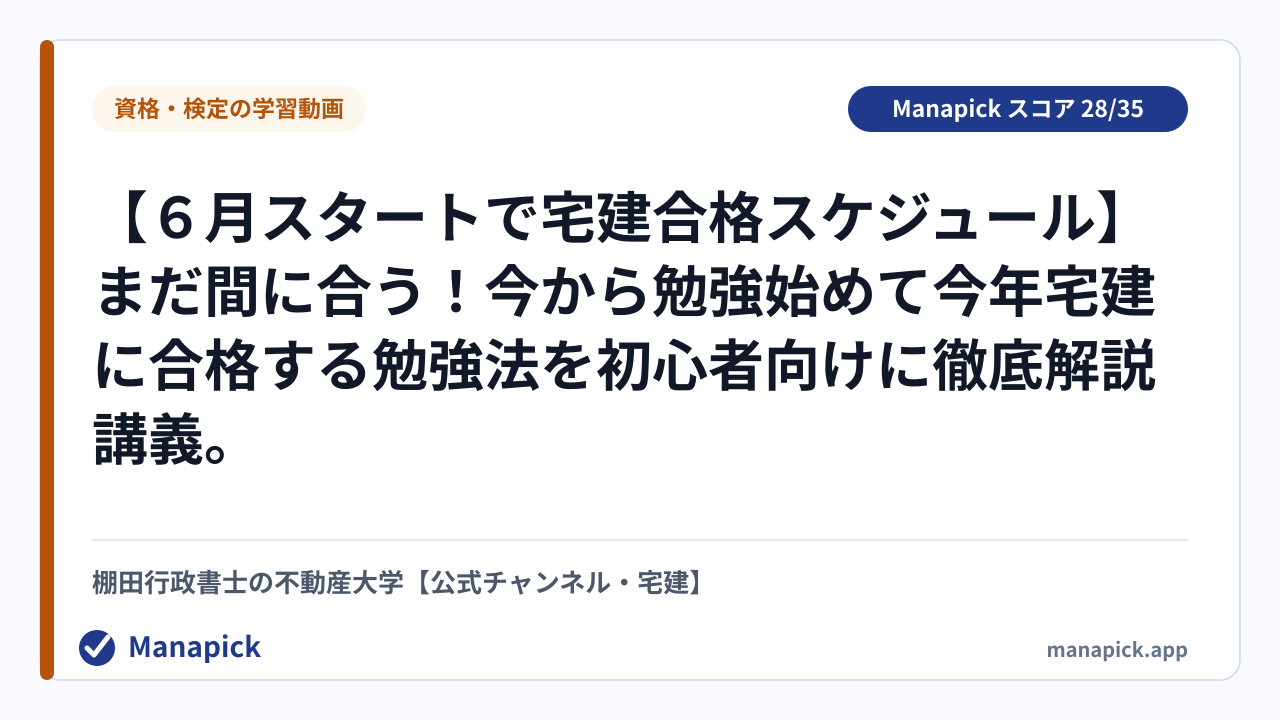 資格・検定の学習動画
Manapick スコア 28/35
【６月スタートで宅建合格スケジュール】
まだ間に合う！今から勉強始めて今年宅建
に合格する勉強法を初心者向けに徹底解説
講義。
棚田行政書士の不動産大学【公式チャンネル・宅建】
Manapick
manapick.app